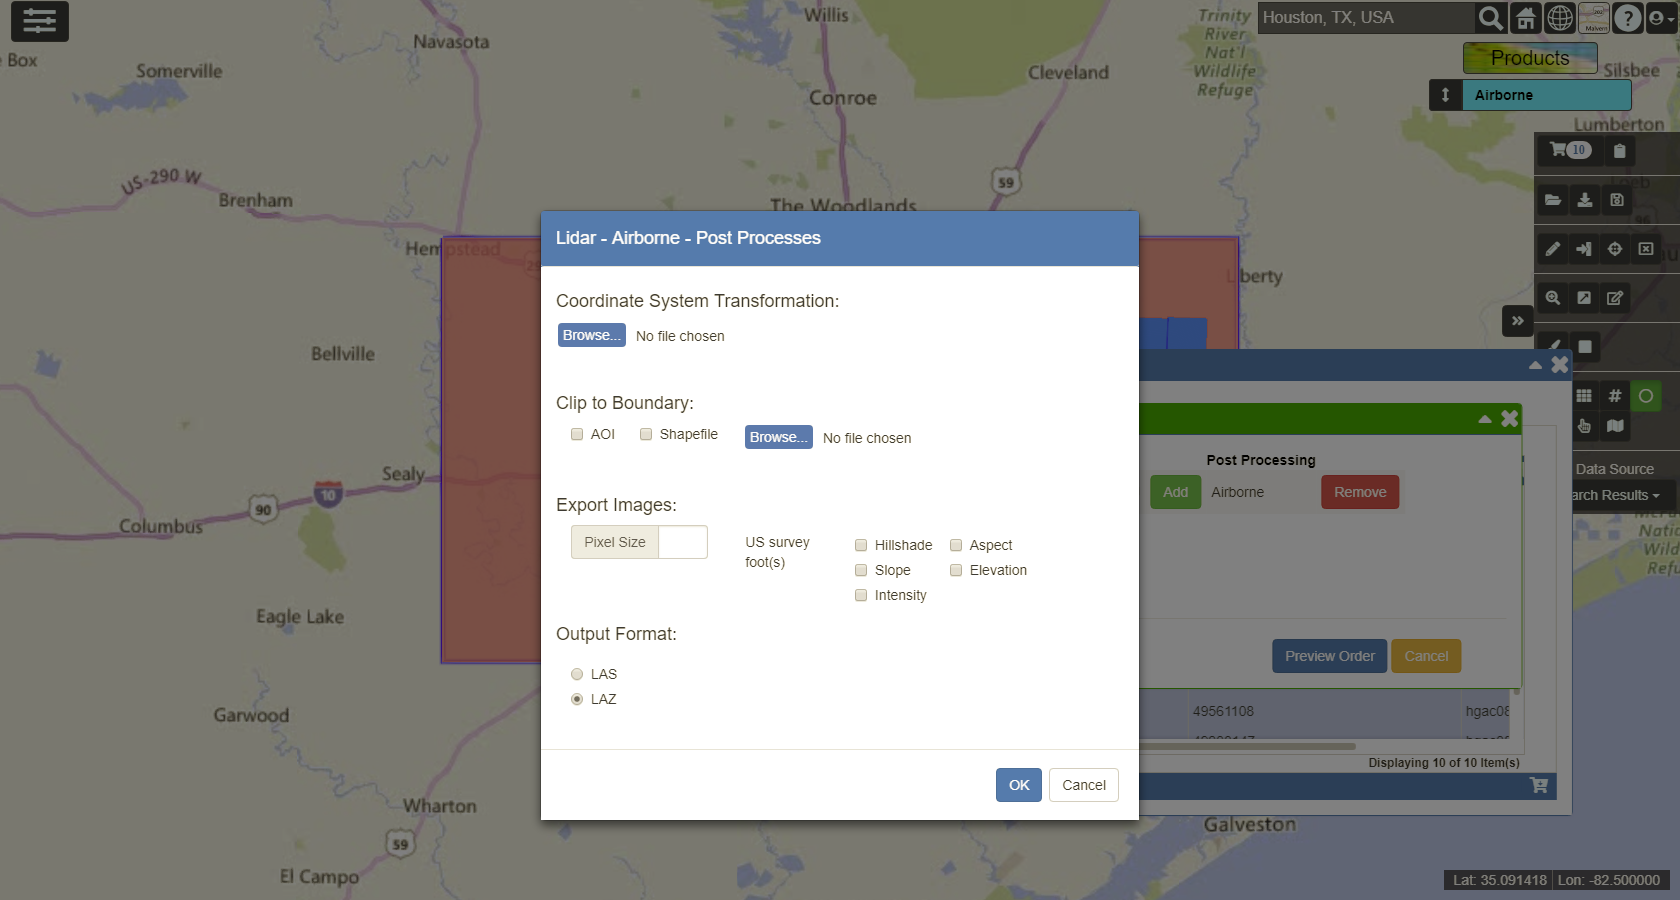 Willis
Trinity
River
Nat'l
Wildlife
Refuge
Houston, TX, USA
Malvern
?
Products
Navasota
Box
Somerville
Cleveland
Silsbee
Conroe
Airborne
Lumberton
10
US-290 W
Brenham
59
The Woodlands
96
Hempstead
Liberty
Lidar - Airborne - Post Processes
Coordinate System Transformation:
Browse... No file chosen
Bellville
Clip to Boundary:
AOI Shapefile Browse... No file chosen
Post Processing
Add Airborne Remove
Data Source
arch Results
Sealy
10
90
Columbus
Export Images:
Pixel Size
US survey
foot(s)
Hillshade Aspect
Slope Elevation
Intensity
Natio
Wild
Refu
Eagle Lake
Output Format:
LAS
LAZ
Preview Order Cancel
Garwood
49561108 hgac08
Displaying 10 of 10 Item(s)
OK Cancel
Wharton
Galveston
59
El Campo
Lat: 35.091418 Lon: -82.500000